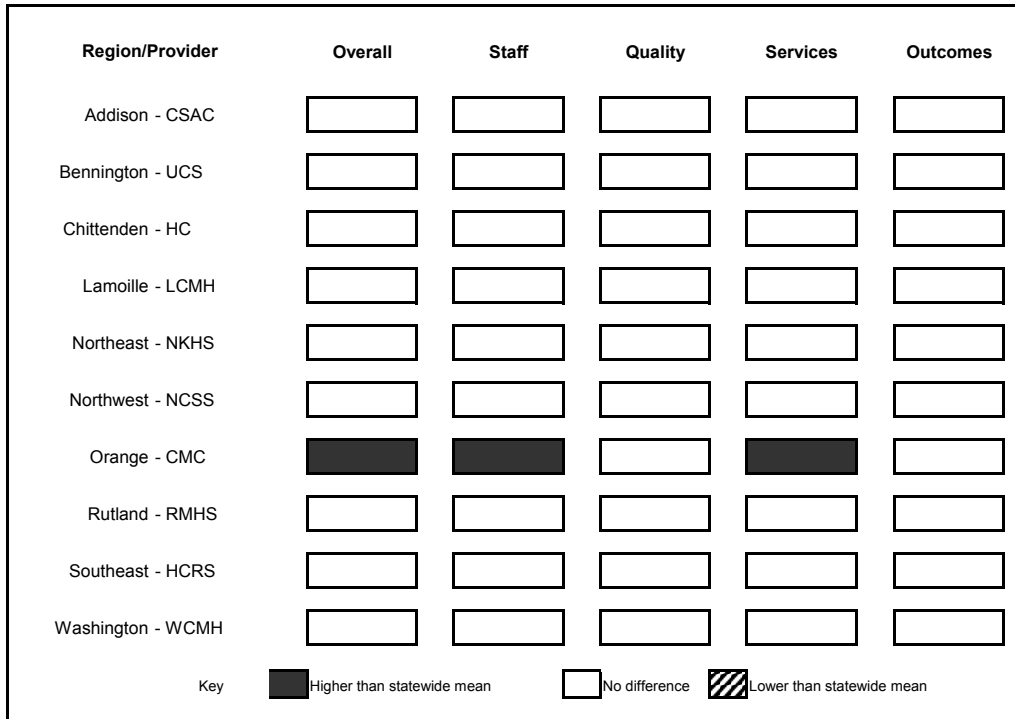 Region/Provider Overall Staff Quality Services Outcomes
Addison - CSAC
Bennington - UCS
Chittenden - HC
Lamoille - LCMH
Northeast - NKHS
Northwest - NCSS
Orange - CMC
Rutland - RMHS
Southeast - HCRS
Washington - WCMH
Key Higher than statewide mean No difference Lower than statewide mean